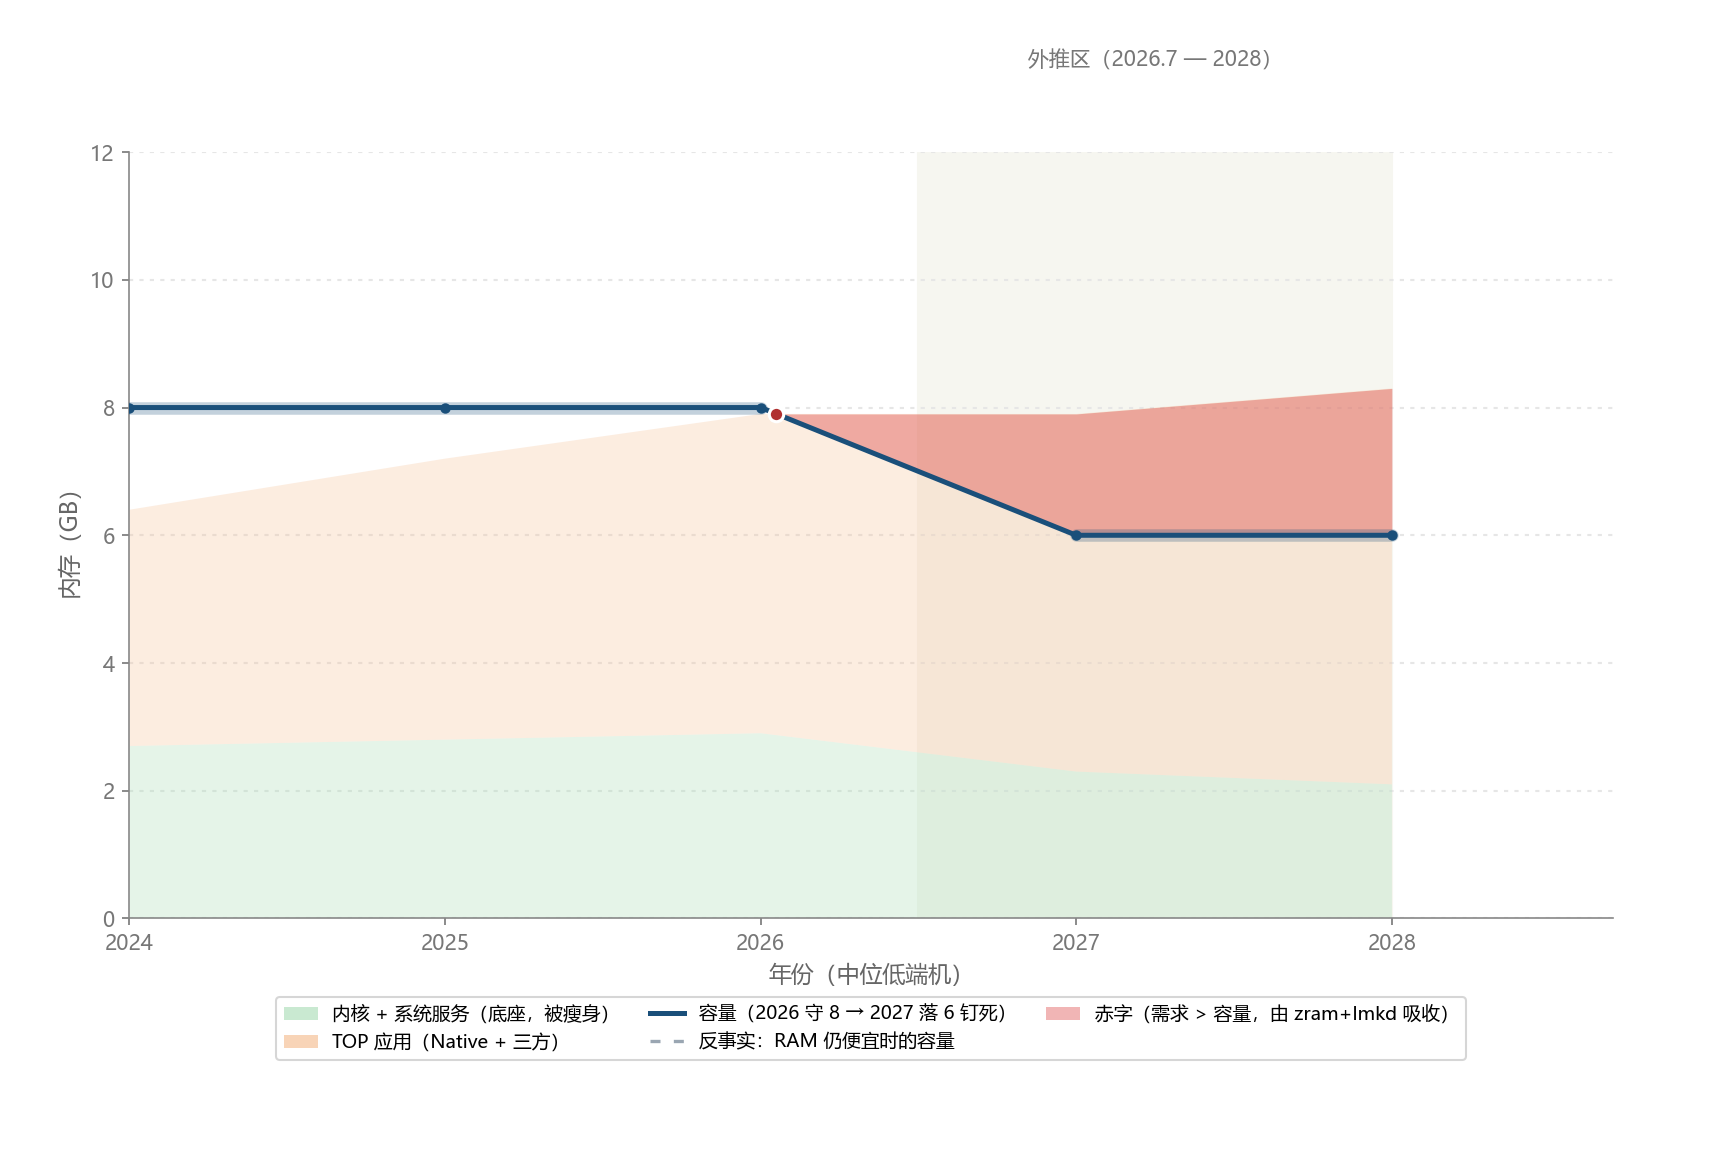 外推区（2026.7 — 2028）
12
10
8
6
4
2
0
内存（GB）
2024 2025 2026 2027 2028
年份（中位低端机）
内核 + 系统服务（底座，被瘦身） 容量（2026 守 8 → 2027 落 6 钉死） 赤字（需求 > 容量，由 zram+lmkd 吸收）
TOP 应用（Native + 三方） 反事实：RAM 仍便宜时的容量